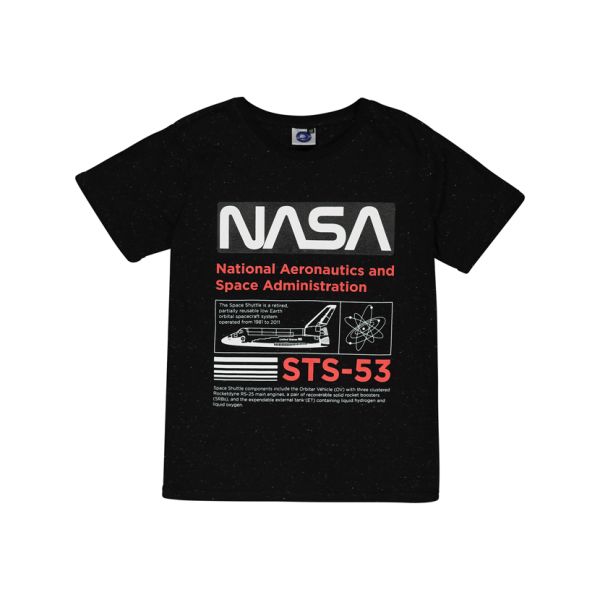 NASA
National Aeronautics and
Space Administration
The Space Shuttle is a retired,
partially reusable low Earth
orbital spacecraft system
operated from 1981 to 2011
United States
STS-53
Space Shuttle components include the Orbiter Vehicle (OV) with three clustered
Rocketdyne RS-25 main engines, a pair of recoverable solid rocket boosters
(SRBs), and the expendable external tank (ET) containing liquid hydrogen and
liquid oxygen.